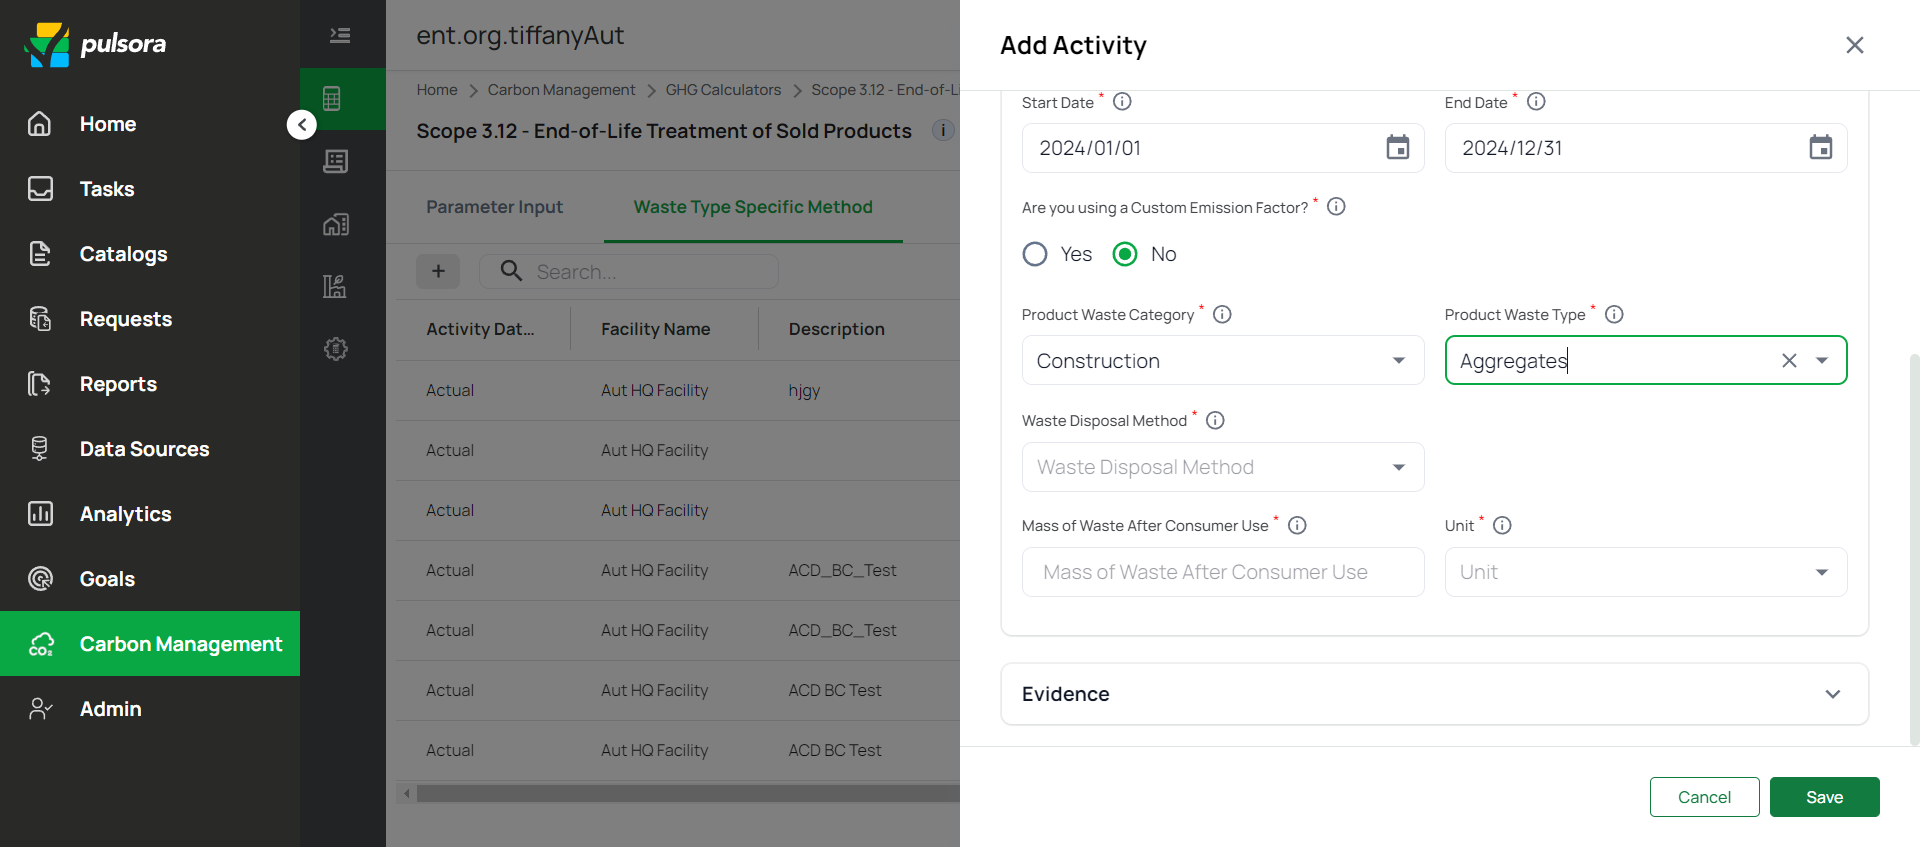 pulsora
Home
Tasks
Catalogs
Requests
Reports
Data Sources
Analytics
Goals
CO₂
Carbon Management
Admin
ent.org.tiffanyAut
Home > Carbon Management > GHG Calculators > Scope 3.12 - End-of-L
Scope 3.12 - End-of-Life Treatment of Sold Products i
Parameter Input Waste Type Specific Method
+ Search...
Activity Dat... Facility Name Description
Actual Aut HQ Facility hjgy
Actual Aut HQ Facility
Actual Aut HQ Facility
Actual Aut HQ Facility ACD_BC_Test
Actual Aut HQ Facility ACD_BC_Test
Actual Aut HQ Facility ACD BC Test
Actual Aut HQ Facility ACD BC Test
Add Activity
Start Date * End Date *
2024/01/01 2024/12/31
Are you using a Custom Emission Factor? *
Yes No
Product Waste Category * Product Waste Type *
Construction Aggregates
Waste Disposal Method *
Waste Disposal Method
Mass of Waste After Consumer Use * Unit *
Mass of Waste After Consumer Use Unit
Evidence
Cancel Save